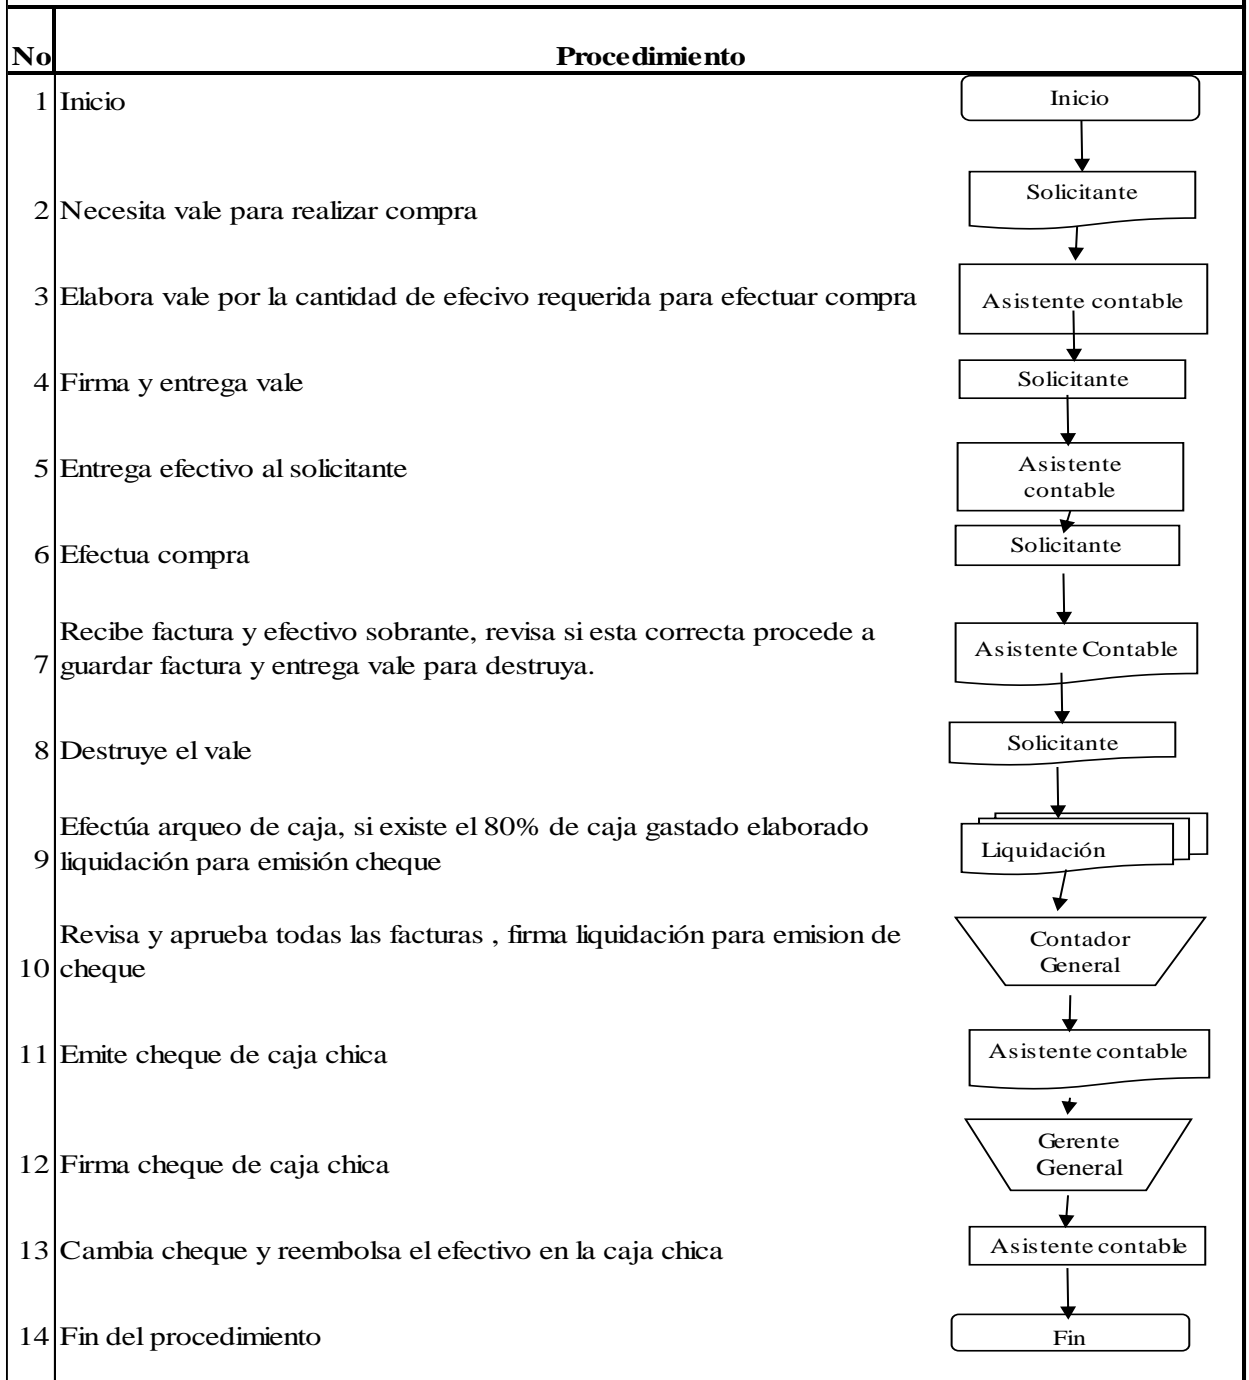 No Procedimiento
1 Inicio
Inicio
2 Necesita vale para realizar compra
Solicitante
3 Elabora vale por la cantidad de efecivo requerida para efectuar compra
Asistente contable
4 Firma y entrega vale
Solicitante
5 Entrega efectivo al solicitante
Asistente
contable
6 Efectua compra
Solicitante
Recibe factura y efectivo sobrante, revisa si esta correcta procede a
7 guardar factura y entrega vale para destruya.
Asistente Contable
8 Destruye el vale
Solicitante
Efectúa arqueo de caja, si existe el 80% de caja gastado elaborado
9 liquidación para emisión cheque
Liquidación
Revisa y aprueba todas las facturas , firma liquidación para emision de
10 cheque
Contador
General
11 Emite cheque de caja chica
Asistente contable
12 Firma cheque de caja chica
Gerente
General
13 Cambia cheque y reembolsa el efectivo en la caja chica
Asistente contable
14 Fin del procedimiento
Fin